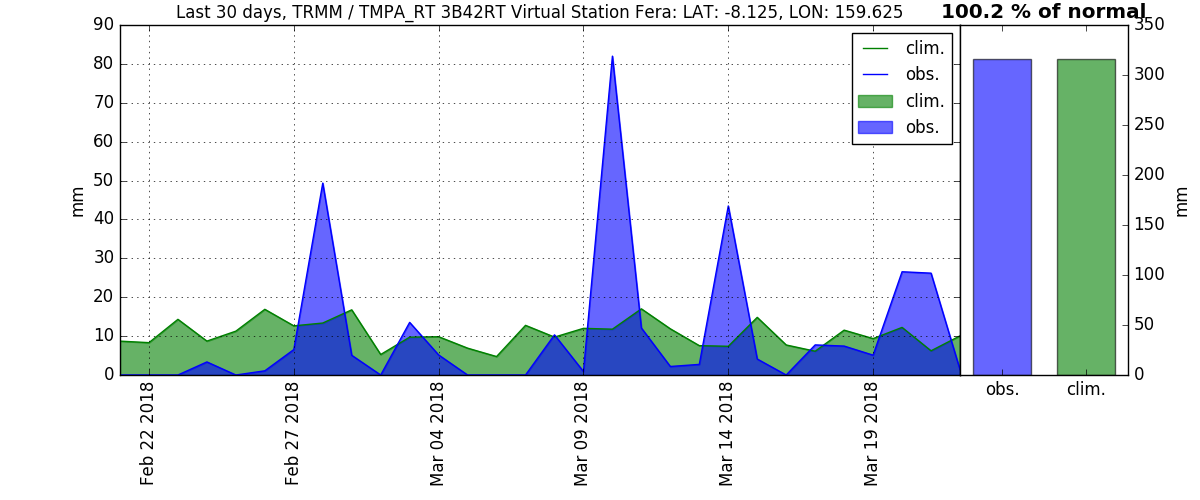 Last 30 days, TRMM / TMPA_RT 3B42RT Virtual Station Fera: LAT: -8.125, LON: 159.625
100.2 % of normal
90
80
70
60
50
40
30
20
10
0
mm
clim.
obs.
clim.
obs.
350
300
250
200
150
100
50
0
mm
obs.
clim.
Feb 22 2018
Feb 27 2018
Mar 04 2018
Mar 09 2018
Mar 14 2018
Mar 19 2018